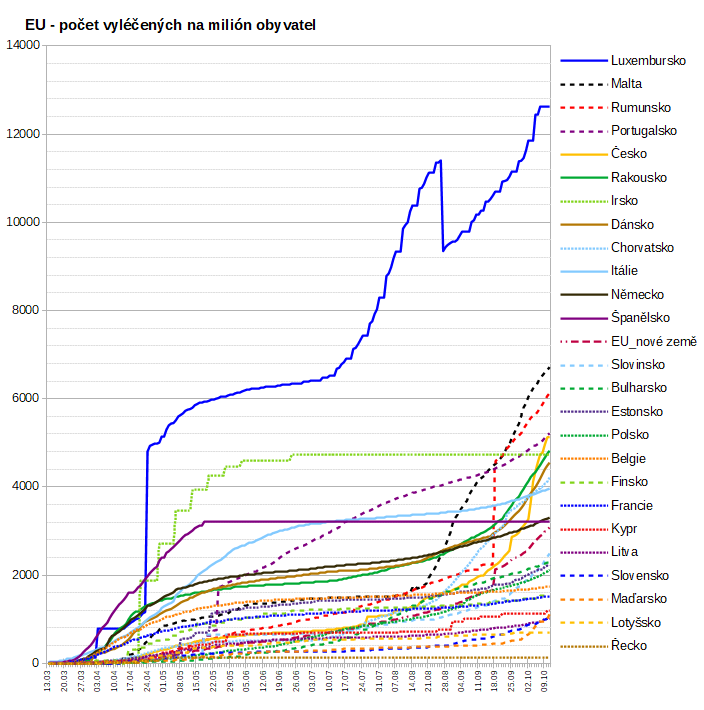 EU - počet vyléčených na milión obyvatel
14000
12000
10000
8000
6000
4000
2000
0
13.03
20.03
27.03
03.04
10.04
17.04
24.04
01.05
08.05
15.05
22.05
29.05
05.06
12.06
19.06
26.06
03.07
10.07
17.07
24.07
31.07
07.08
14.08
21.08
28.08
04.09
11.09
18.09
25.09
02.10
09.10
Luxembursko
Malta
Rumunsko
Portugalsko
Česko
Rakousko
Irsko
Dánsko
Chorvatsko
Itálie
Německo
Španělsko
EU_nové země
Slovinsko
Bulharsko
Estonsko
Polsko
Belgie
Finsko
Francie
Kypr
Litva
Slovensko
Maďarsko
Lotyšsko
Řecko